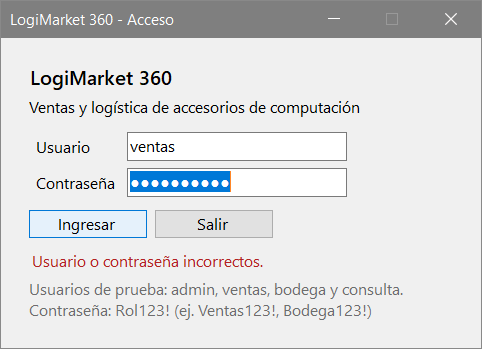 LogiMarket 360 - Acceso
LogiMarket 360
Ventas y logística de accesorios de computación
Usuario
ventas
Contraseña
●●●●●●●●●●
Ingresar
Salir
Usuario o contraseña incorrectos.
Usuarios de prueba: admin, ventas, bodega y consulta.
Contraseña: Rol123! (ej. Ventas123!, Bodega123!)